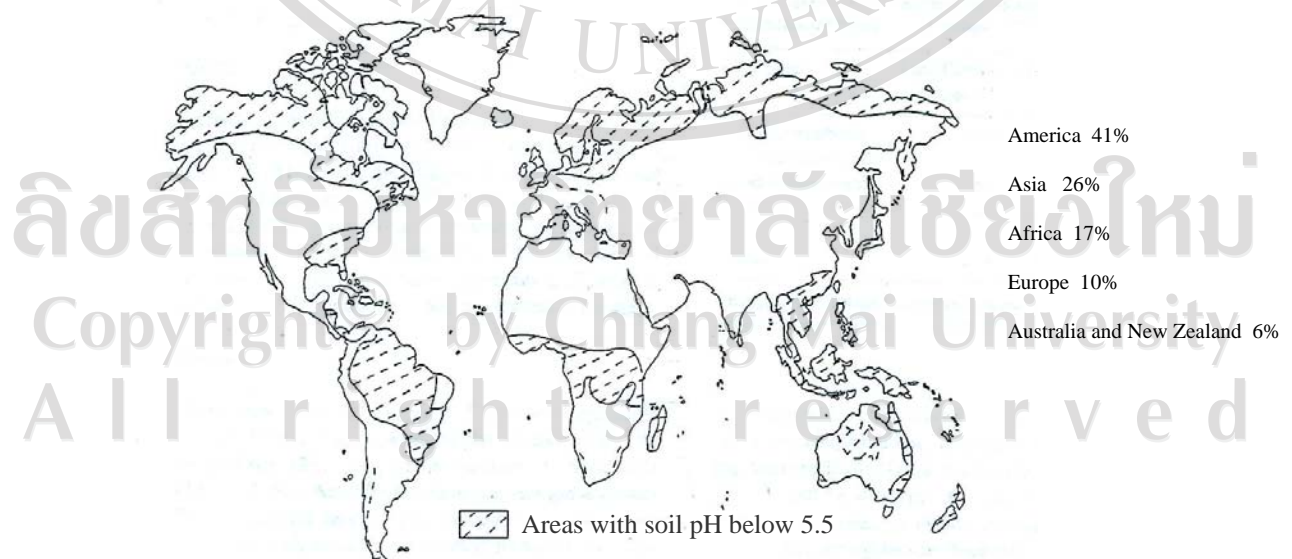 MAI UNIVER
America 41%
Asia 26%
Africa 17%
Europe 10%
Australia and New Zealand 6%
ลิขสิทธิ์มหาวิทยาลัยเชียงใหม่
Copyright © by Chiang Mai University
All rights reserved
Areas with soil pH below 5.5